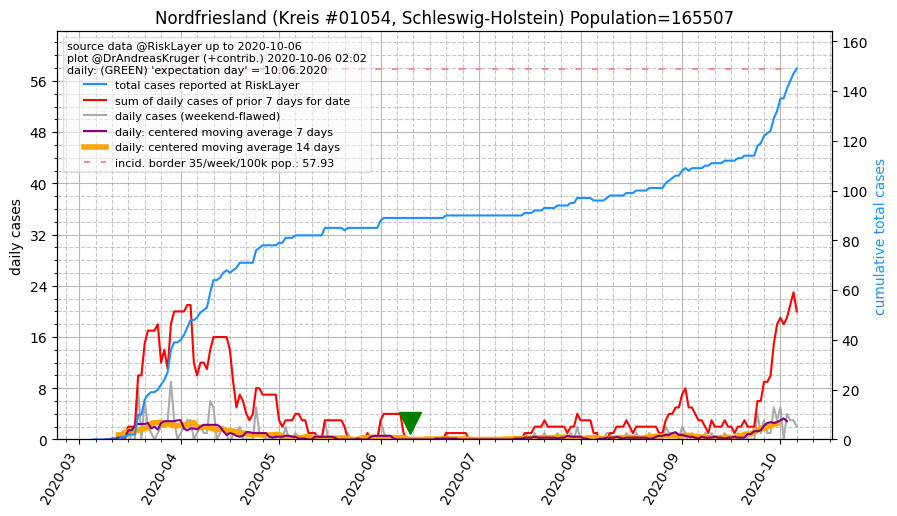 Nordfriesland (Kreis #01054, Schleswig-Holstein) Population=165507
source data @RiskLayer up to 2020-10-06
plot @DrAndreasKruger (+contrib.) 2020-10-06 02:02
daily: (GREEN) 'expectation day' = 10.06.2020
total cases reported at RiskLayer
sum of daily cases of prior 7 days for date
daily cases (weekend-flawed)
daily: centered moving average 7 days
daily: centered moving average 14 days
incid. border 35/week/100k pop.: 57.93
daily cases
56
48
40
32
24
16
8
0
160
140
120
100
80
60
40
20
0
cumulative total cases
2020-03
2020-04
2020-05
2020-06
2020-07
2020-08
2020-09
2020-10